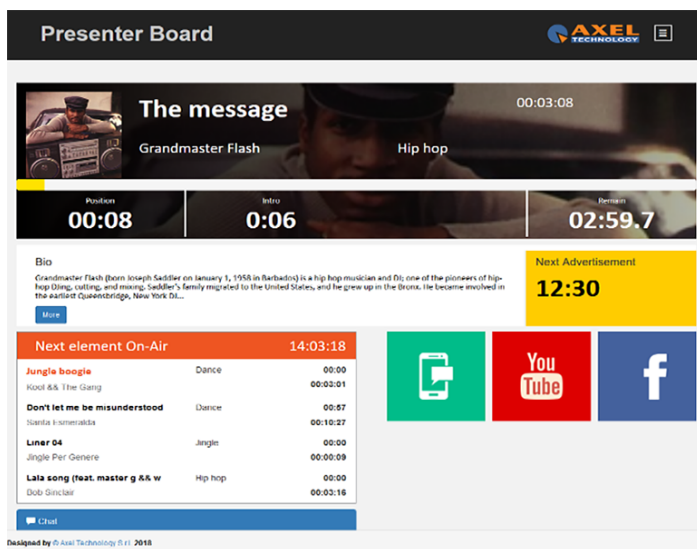 Presenter Board
AXEL
TECHNOLOGY
The message
00:03:08
Grandmaster Flash
Hip hop
Position
00:08
Intro
0:06
Remain
02:59.7
Bio
Grandmaster Flash (born Joseph Saddler on January 1, 1958 in Barbados) is a hip hop musician and DJ; one of the pioneers of hip-
hop DJing, cutting, and mixing. Saddler's family migrated to the United States, and he grew up in the Bronx. He became involved in
the earliest Queensbridge, New York DJ...
More
Next Advertisement
12:30
Next element On-Air 14:03:18
Jungle boogie Dance 00:00
Kool && The Gang 00:03:01
Don't let me be misunderstood Dance 00:57
Santa Esmeralda 00:10:27
Liner 04 Jingle 00:00
Jingle Per Genere 00:00:09
Lala song (feat. master g && w Hip hop 00:00
Bob Sinclair 00:03:16
You
Tube
f
Chat
Designed by © Axel Technology S.r.l. 2018